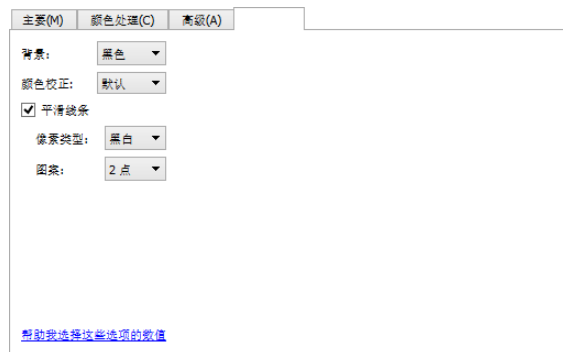 主要(M) 颜色处理(C) 高级(A)
背景: 黑色
颜色校正: 默认
平滑线条
像素类型: 黑白
图案: 2 点
帮助我选择这些选项的数值